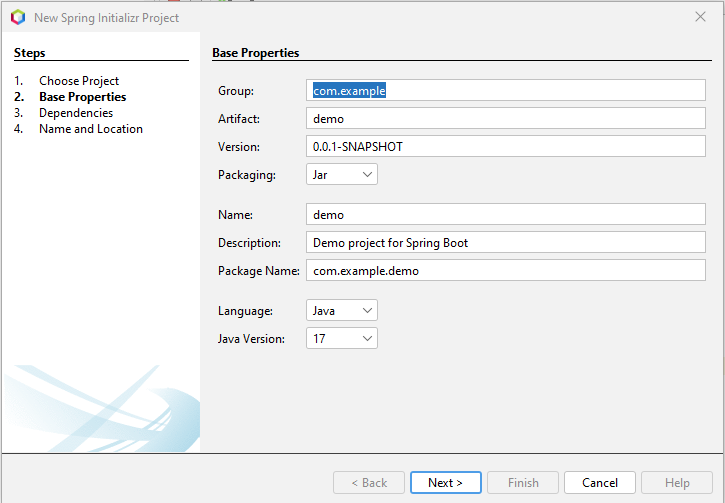 New Spring Initializr Project
Steps
1. Choose Project
2. Base Properties
3. Dependencies
4. Name and Location
Base Properties
Group: com.example
Artifact: demo
Version: 0.0.1-SNAPSHOT
Packaging: Jar
Name: demo
Description: Demo project for Spring Boot
Package Name: com.example.demo
Language: Java
Java Version: 17
< Back Next > Finish Cancel Help